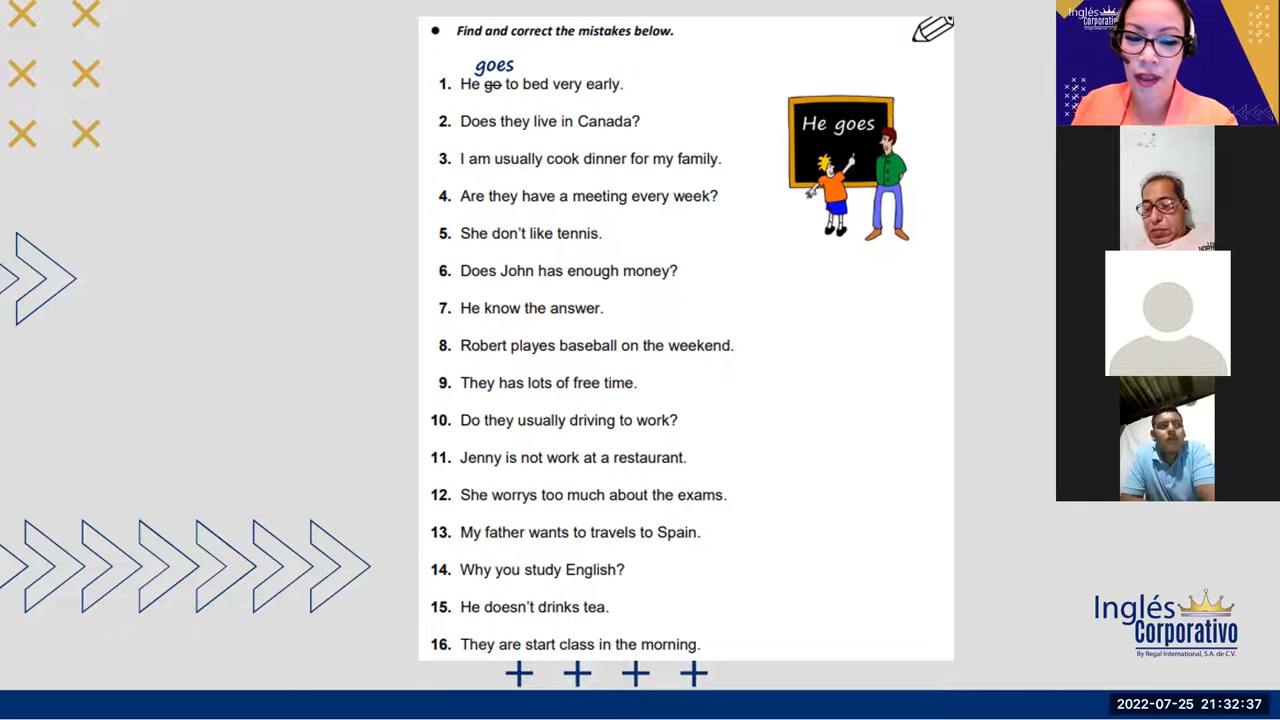 Find and correct the mistakes below.
goes
1. He go to bed very early.
2. Does they live in Canada?
3. I am usually cook dinner for my family.
4. Are they have a meeting every week?
5. She don't like tennis.
6. Does John has enough money?
7. He know the answer.
8. Robert playes baseball on the weekend.
9. They has lots of free time.
10. Do they usually driving to work?
11. Jenny is not work at a restaurant.
12. She worrys too much about the exams.
13. My father wants to travels to Spain.
14. Why you study English?
15. He doesn't drinks tea.
16. They are start class in the morning.
He goes
Inglés
Corporativo
Inglés
Corporativo
By Regal International, S.A. de C.V.
2022-07-25 21:32:37